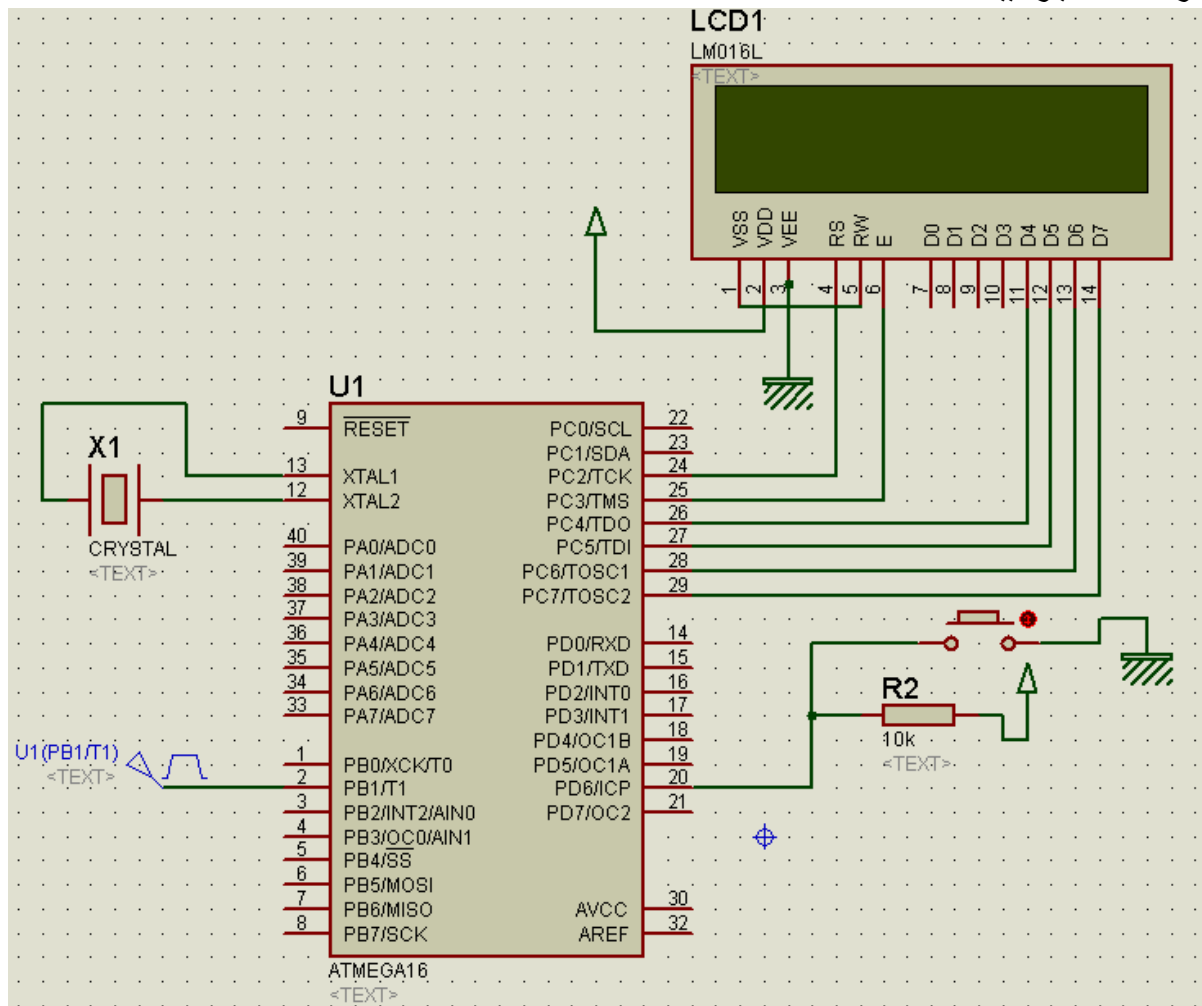 LCD1
LM016L
<TEXT>
VSS
VDD
VEE
RS
RW
E
D0
D1
D2
D3
D4
D5
D6
D7
1
2
3
4
5
6
7
8
9
10
11
12
13
14
U1
X1
CRYSTAL
<TEXT>
9 RESET
13 XTAL1
12 XTAL2
40 PA0/ADC0
39 PA1/ADC1
38 PA2/ADC2
37 PA3/ADC3
36 PA4/ADC4
35 PA5/ADC5
34 PA6/ADC6
33 PA7/ADC7
1 PB0/XCK/T0
2 PB1/T1
3 PB2/INT2/AIN0
4 PB3/OC0/AIN1
5 PB4/SS
6 PB5/MOSI
7 PB6/MISO
8 PB7/SCK
PC0/SCL 22
PC1/SDA 23
PC2/TCK 24
PC3/TMS 25
PC4/TDO 26
PC5/TDI 27
PC6/TOSC1 28
PC7/TOSC2 29
PD0/RXD 14
PD1/TXD 15
PD2/INT0 16
PD3/INT1 17
PD4/OC1B 18
PD5/OC1A 19
PD6/ICP 20
PD7/OC2 21
AVCC 30
AREF 32
ATMEGA16
<TEXT>
U1(PB1/T1)
<TEXT>
R2
10k
<TEXT>